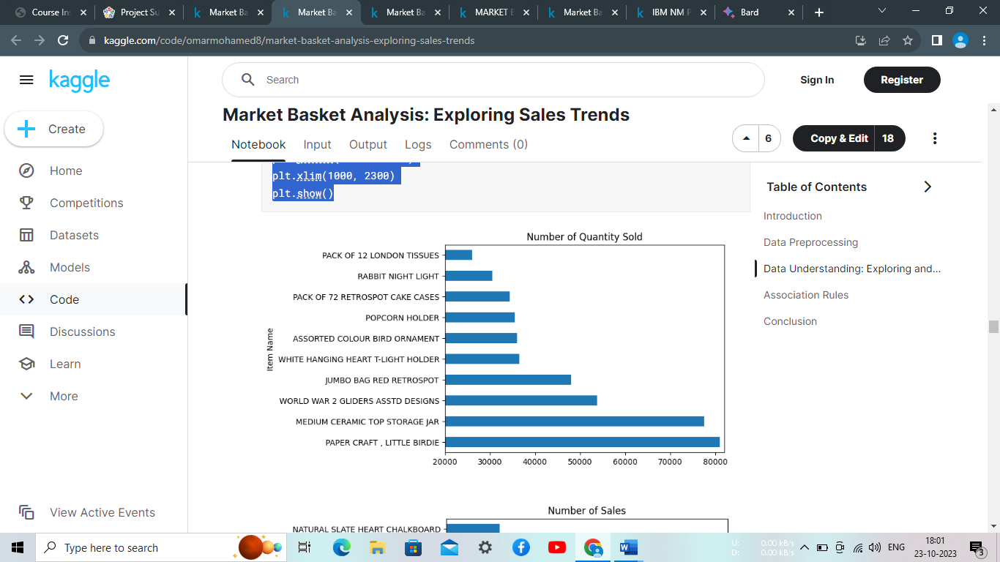 Course Ins
Project Su
Market Ba
Market Ba
Market Ba
MARKET B
Market Ba
IBM NM P
Bard
kaggle.com/code/omarmohamed8/market-basket-analysis-exploring-sales-trends
kaggle
Search
Sign In
Register
Market Basket Analysis: Exploring Sales Trends
Create
Notebook
Input
Output
Logs
Comments (0)
6
Copy & Edit
18
Home
Competitions
Datasets
Models
Code
Discussions
Learn
More
View Active Events
plt.xlim(1000, 2300)
plt.show()
Table of Contents
Introduction
Data Preprocessing
Data Understanding: Exploring and...
Association Rules
Conclusion
Number of Quantity Sold
Item Name
PACK OF 12 LONDON TISSUES
RABBIT NIGHT LIGHT
PACK OF 72 RETROSPOT CAKE CASES
POPCORN HOLDER
ASSORTED COLOUR BIRD ORNAMENT
WHITE HANGING HEART T-LIGHT HOLDER
JUMBO BAG RED RETROSPOT
WORLD WAR 2 GLIDERS ASSTD DESIGNS
MEDIUM CERAMIC TOP STORAGE JAR
PAPER CRAFT , LITTLE BIRDIE
20000 30000 40000 50000 60000 70000 80000
Number of Sales
NATURAL SLATE HEART CHALKBOARD
Type here to search
U: 0.00 kB/s
D: 0.00 kB/s
ENG
18:01
23-10-2023
3